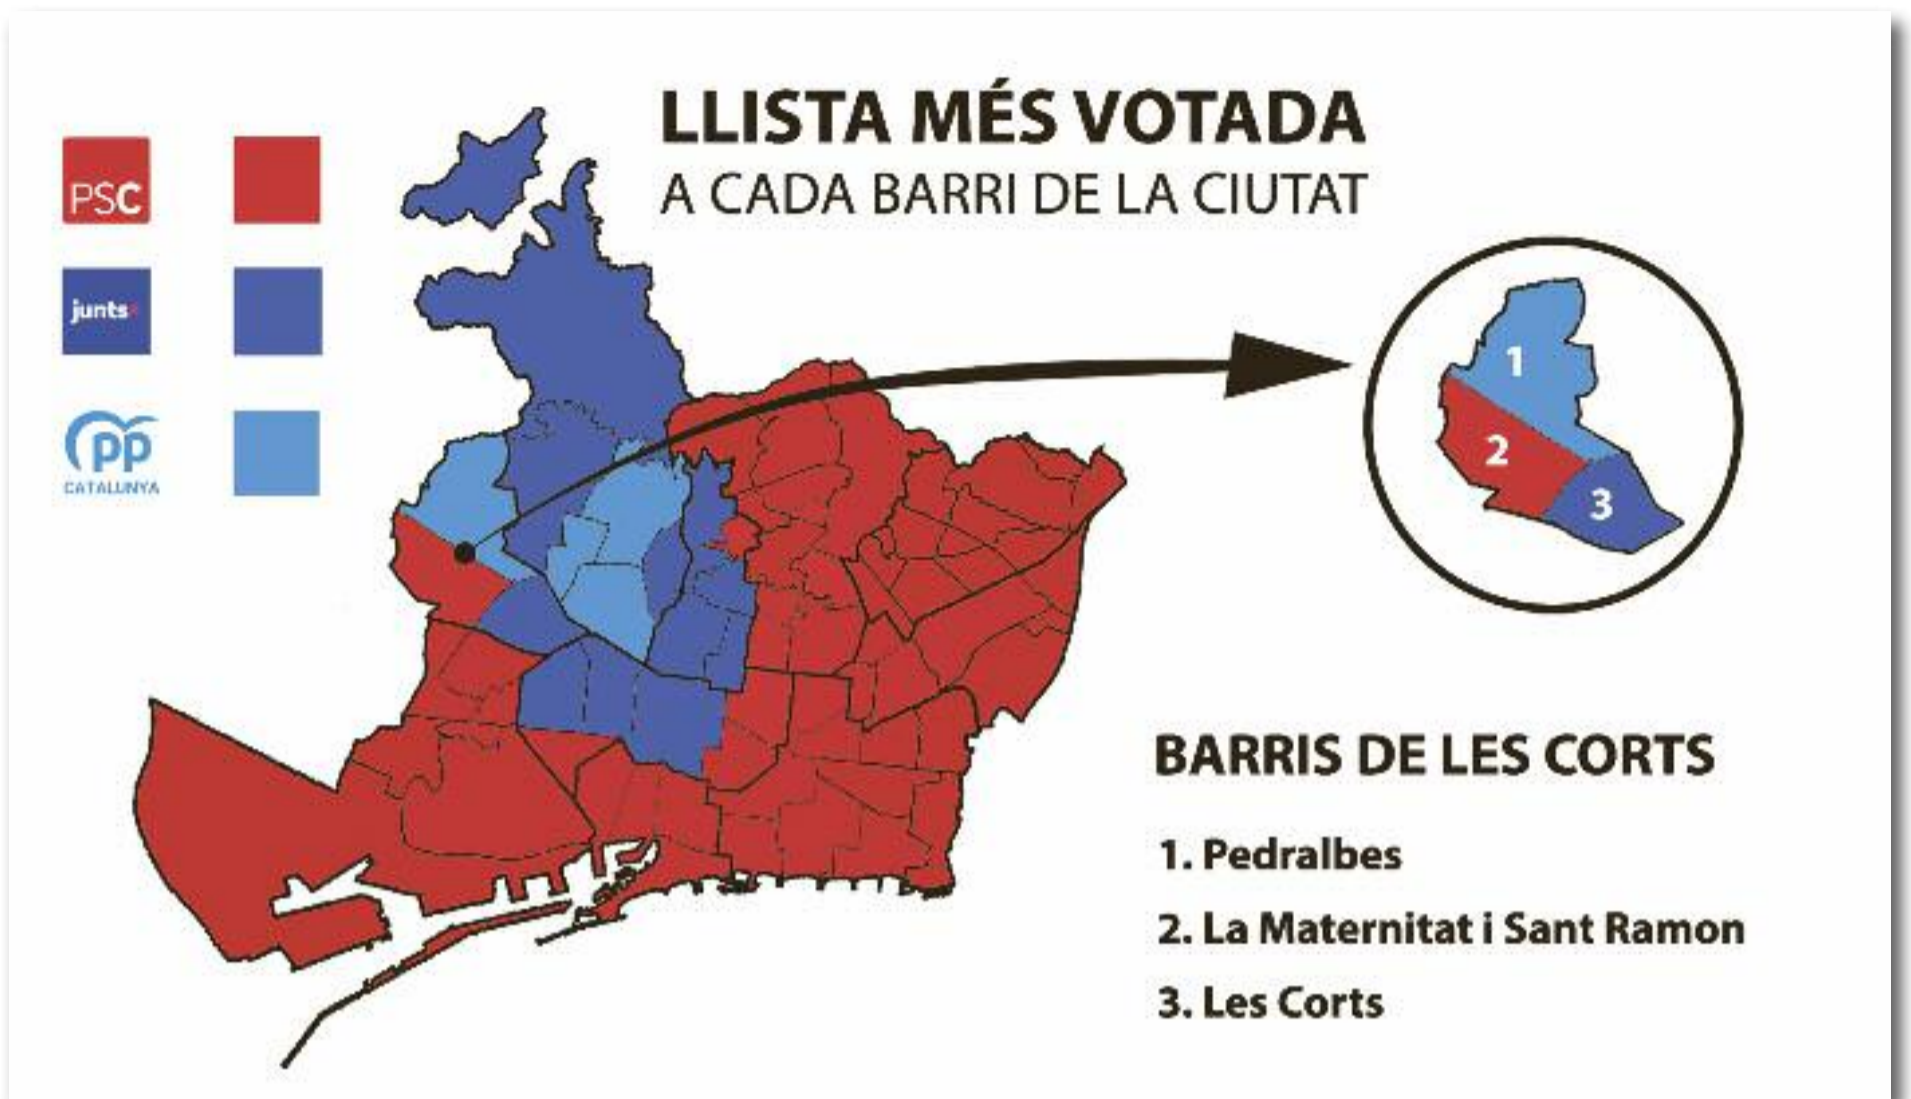 LLISTA MÉS VOTADA
A CADA BARRI DE LA CIUTAT
PSC
junts
pp
CATALUNYA
1
2
3
BARRIS DE LES CORTS
1. Pedralbes
2. La Maternitat i Sant Ramon
3. Les Corts